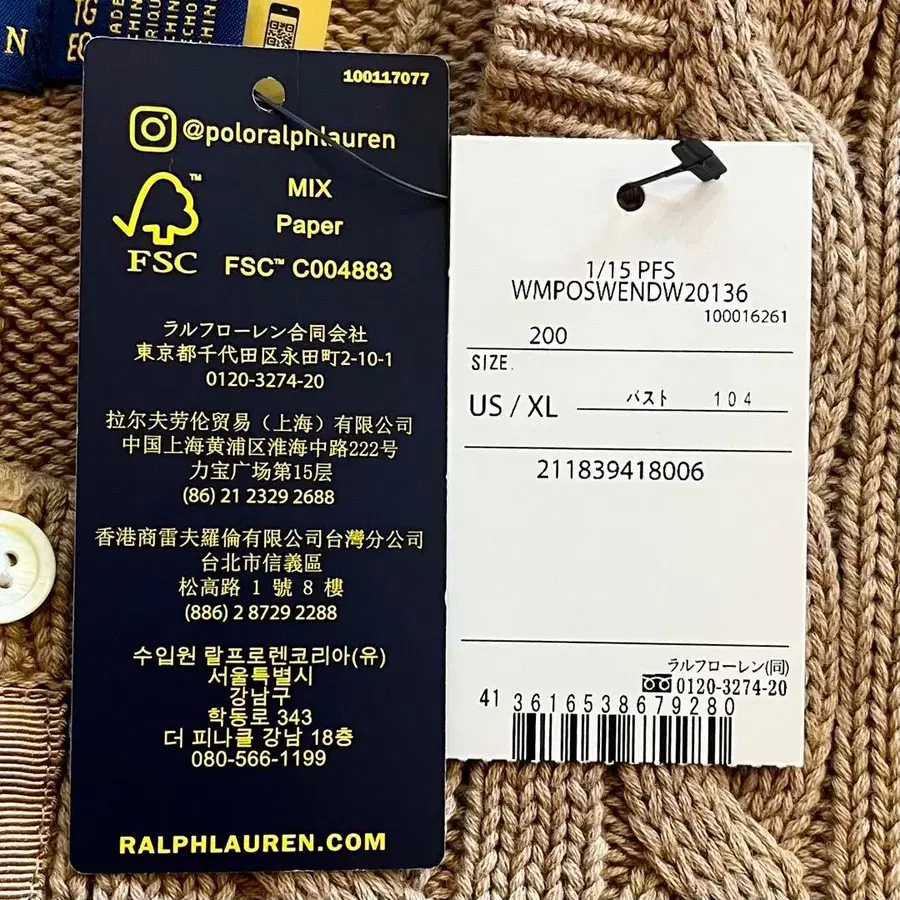 N
TG
100117077
@poloralphlauren
MIX
Paper
FSC™ C004883
™
FSC
ラルフローレン合同会社
東京都千代田区永田町2-10-1
0120-3274-20
拉尔夫劳伦贸易（上海）有限公司
中国上海黄浦区淮海中路222号
力宝广场第15层
(86) 21 2329 2688
香港商雷夫羅倫有限公司台灣分公司
台北市信義區
松高路 1 號 8 樓
(886) 2 8729 2288
수입원 랄프로렌코리아(유)
서울특별시
강남구
학동로 343
더 피나클 강남 18층
080-566-1199
RALPHLAUREN.COM
1/15 PFS
WMPOSWENDW20136
100016261
200
SIZE.
US / XL
バスト 104
211839418006
ラルフローレン(同)
0120-3274-20
41 3616538679280